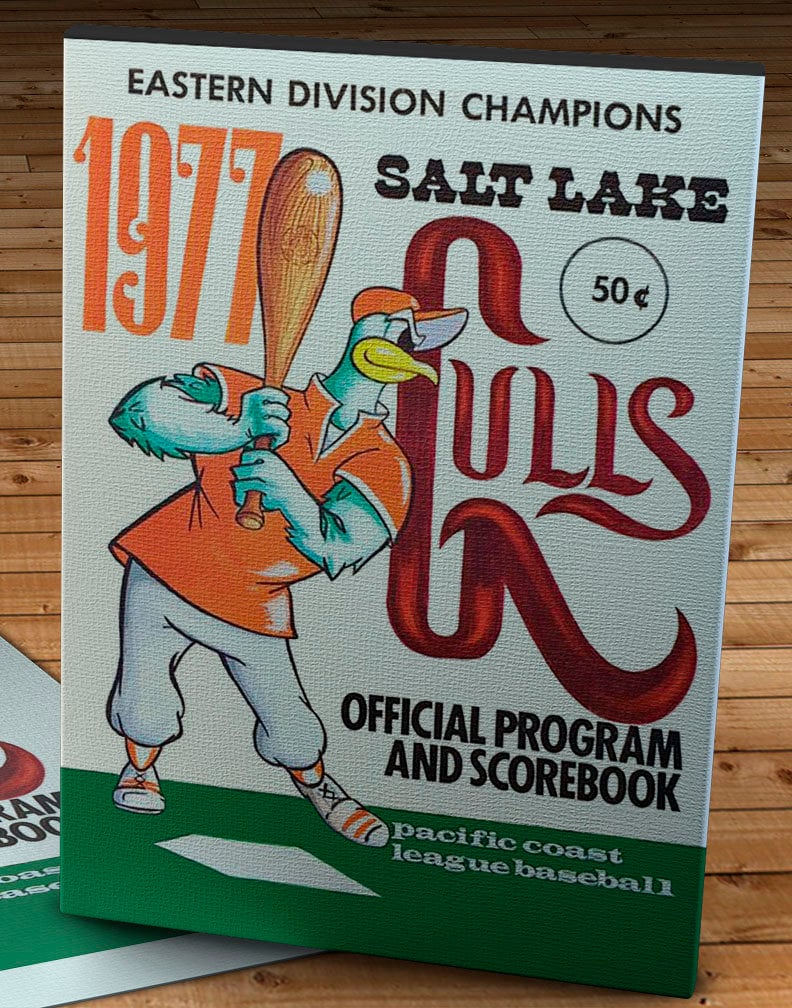 EASTERN DIVISION CHAMPIONS
1977
SALT LAKE
GULLS
50¢
OFFICIAL PROGRAM
AND SCOREBOOK
pacific coast
league baseball